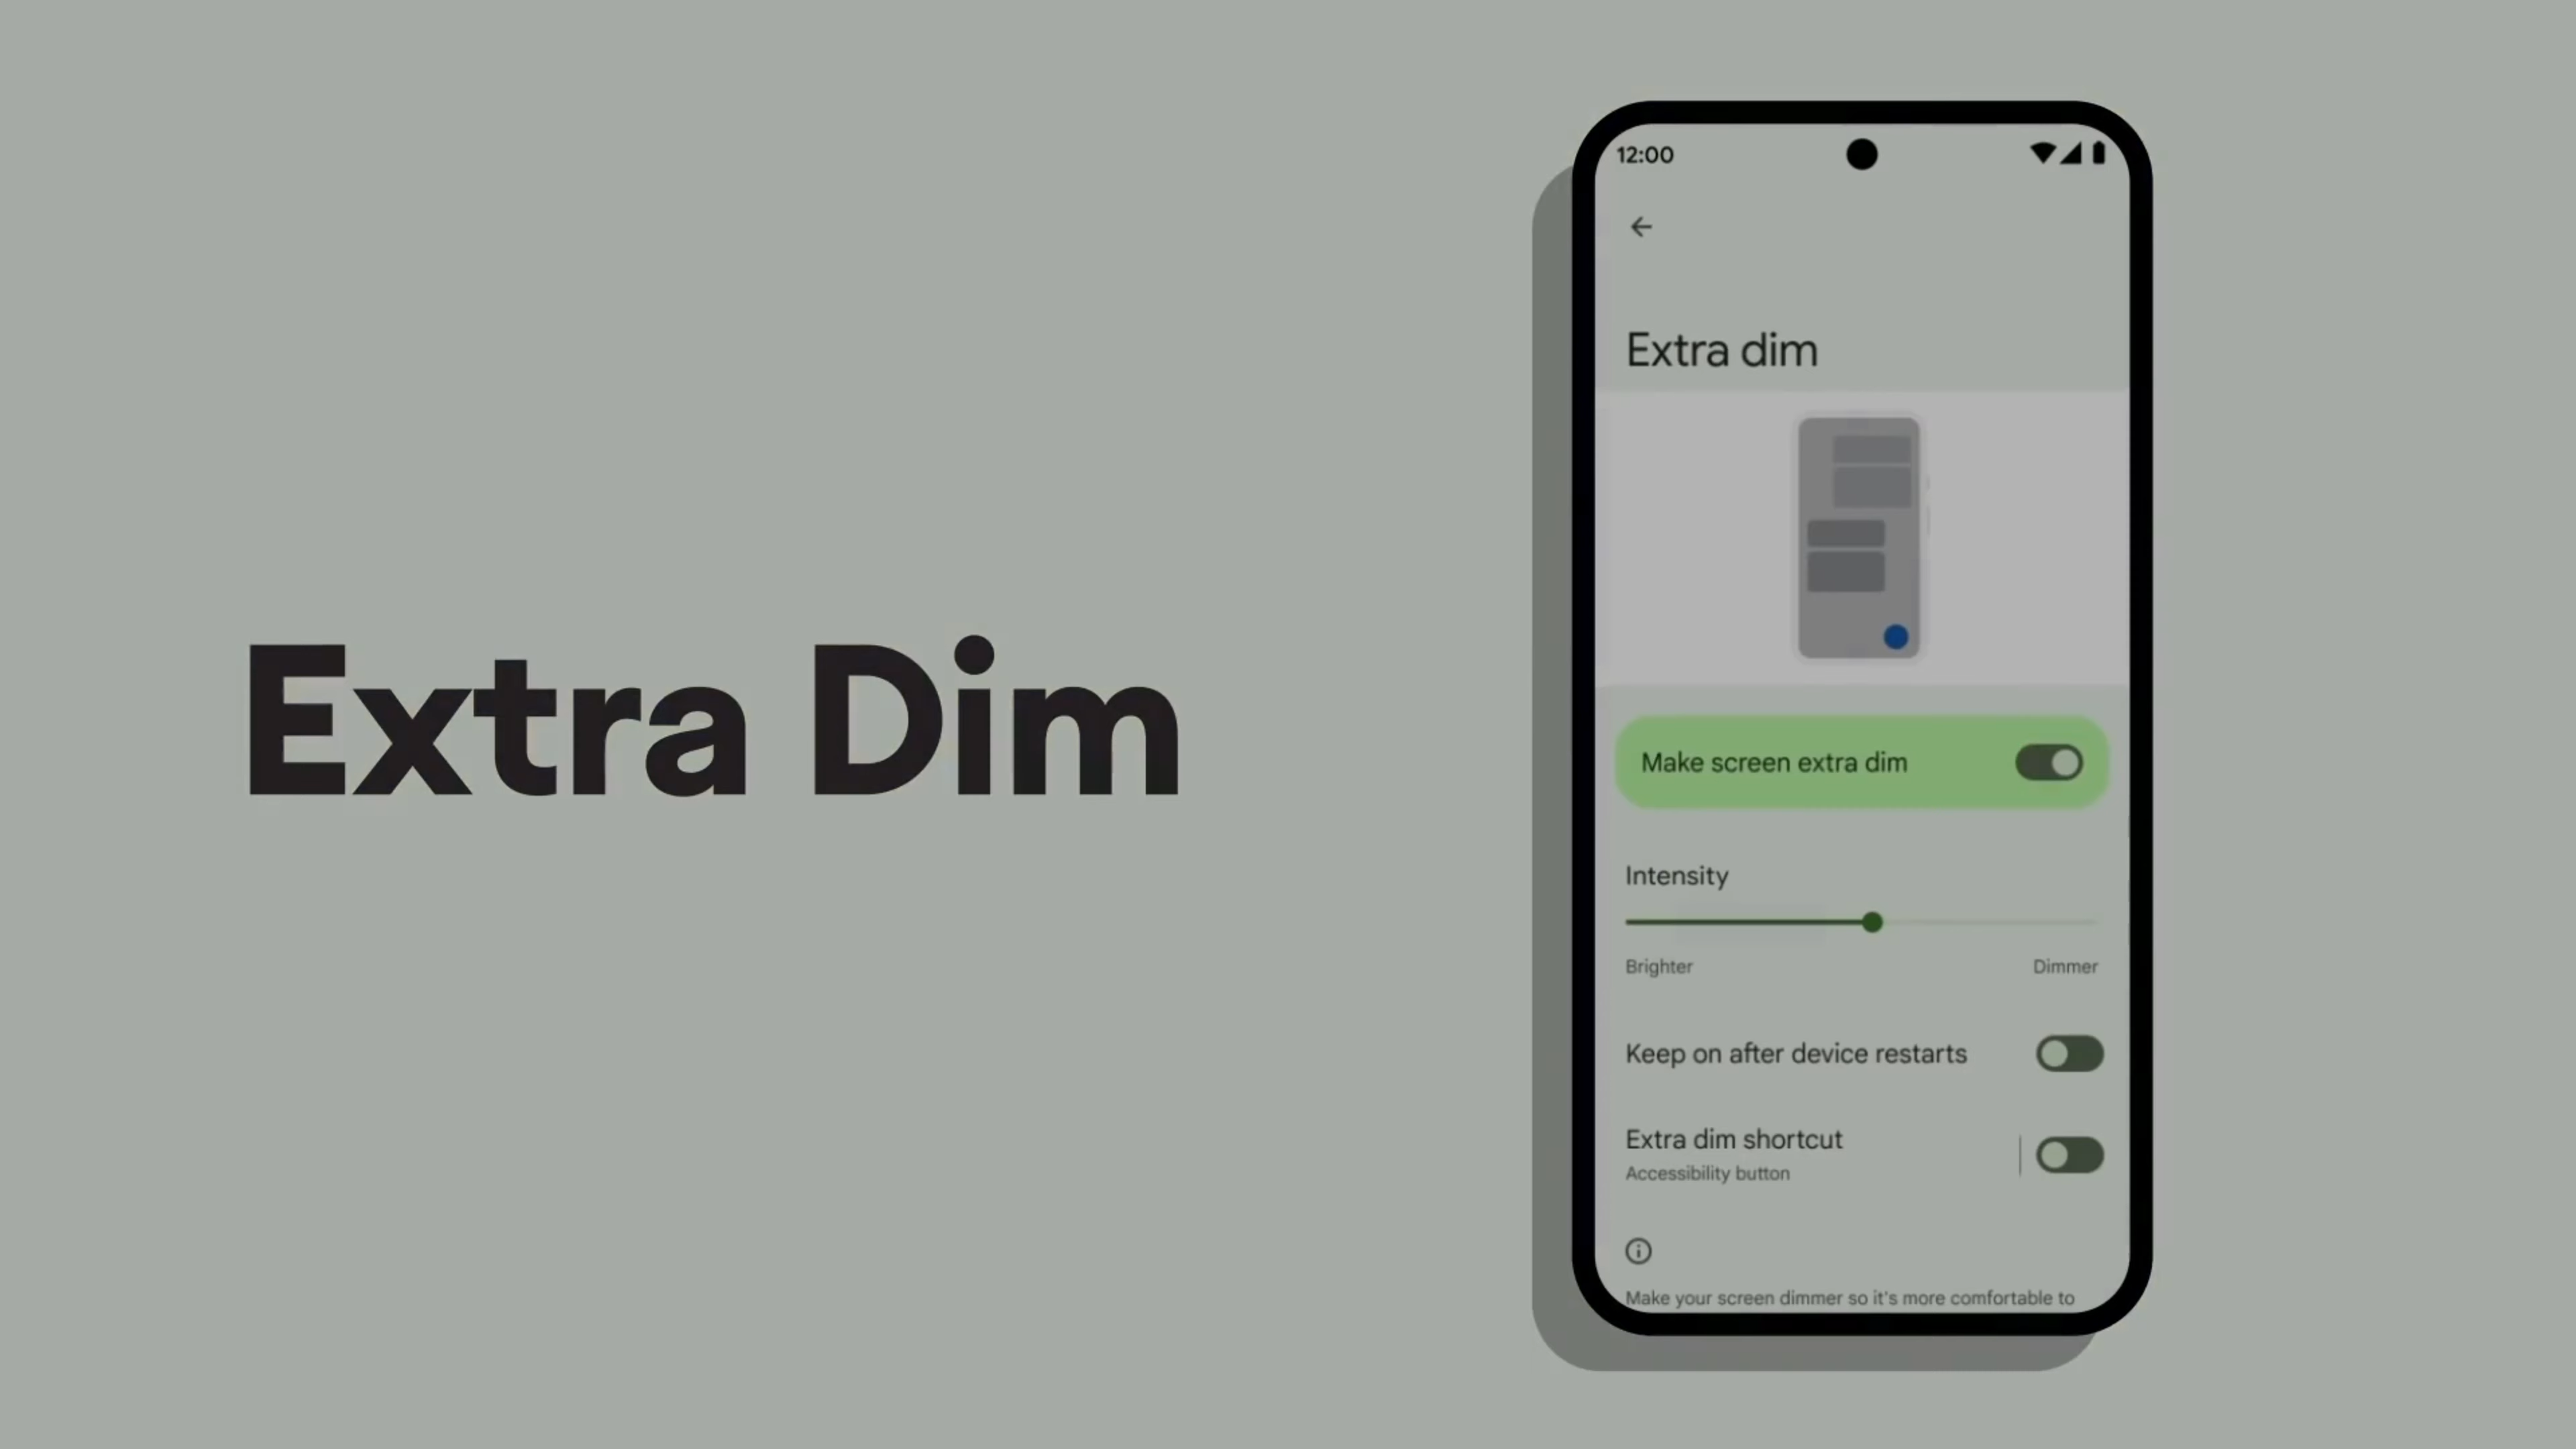 Extra Dim
12:00
Extra dim
Make screen extra dim
Intensity
Brighter Dimmer
Keep on after device restarts
Extra dim shortcut
Accessibility button
Make your screen dimmer so it's more comfortable to